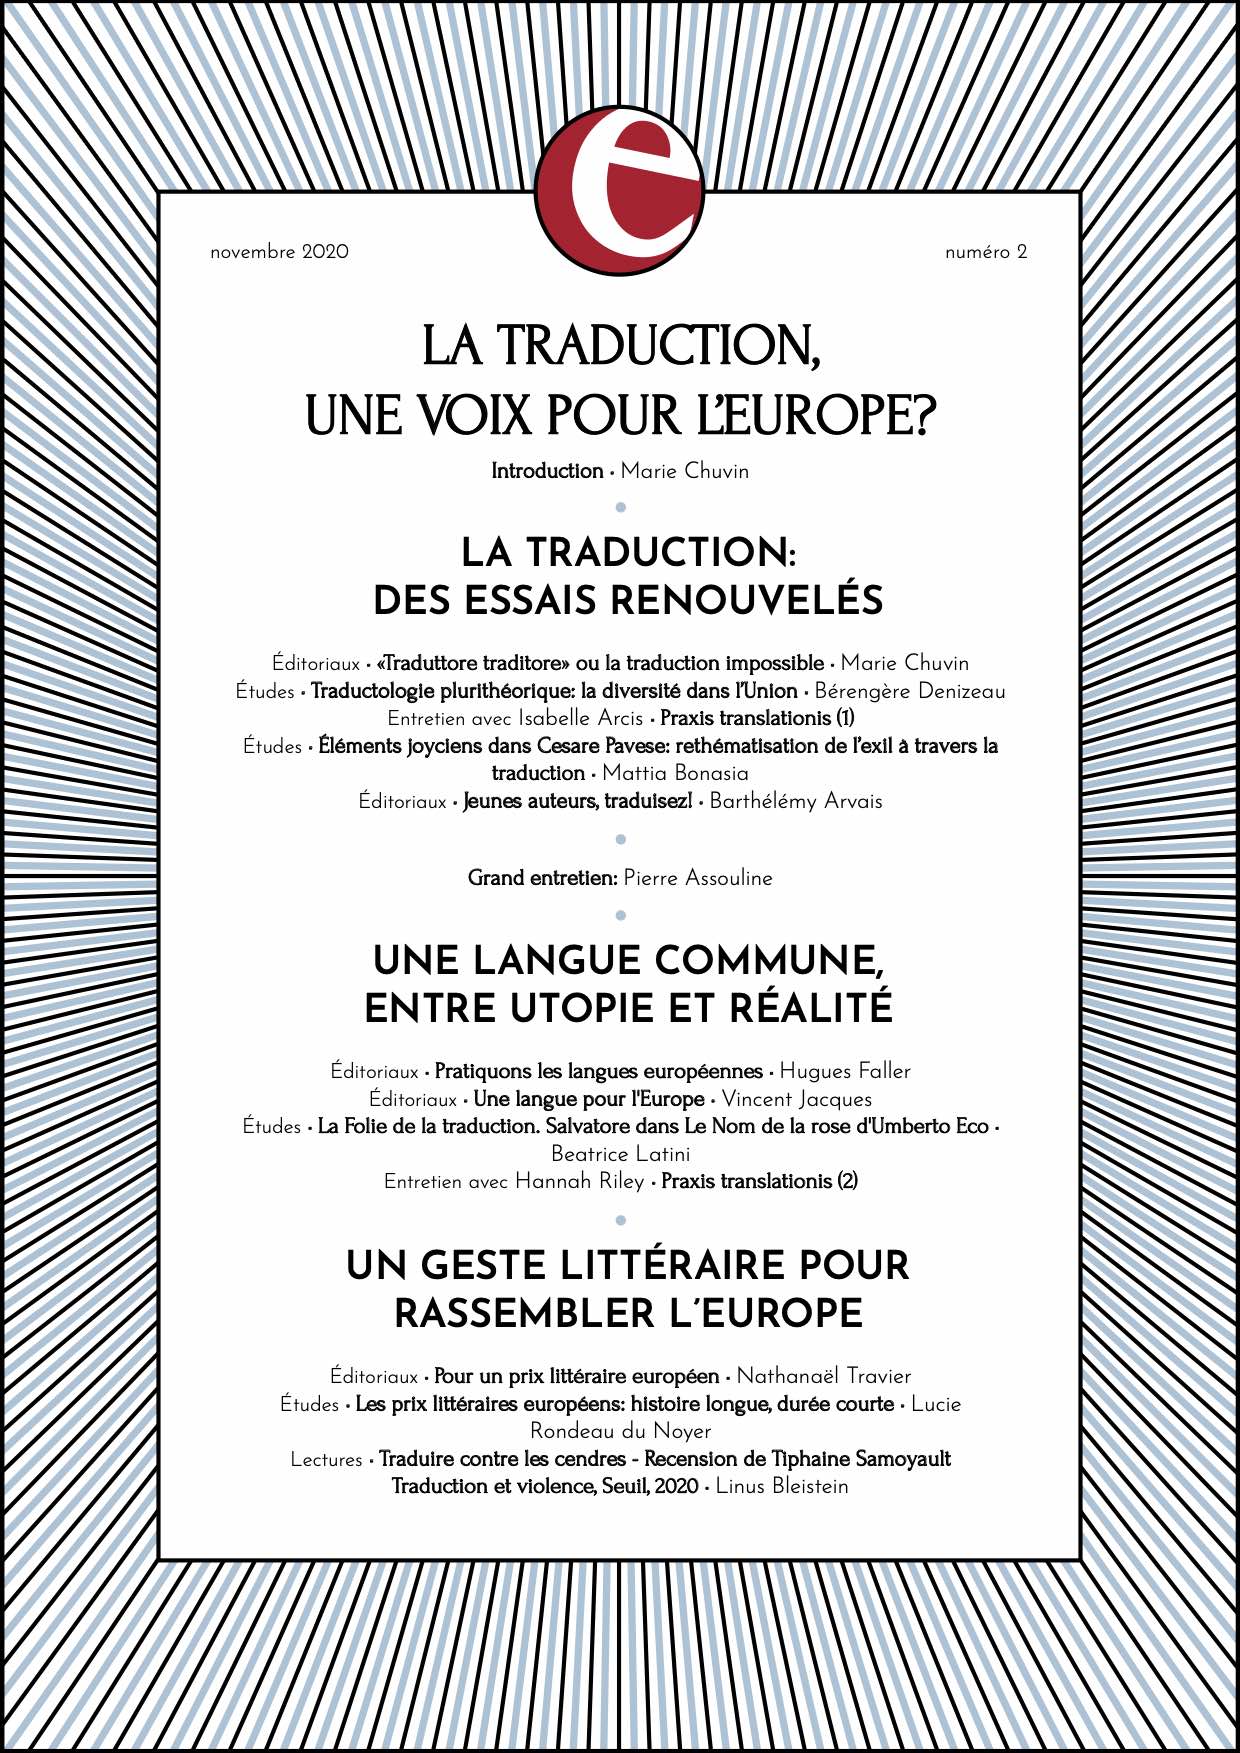 e
novembre 2020
numéro 2
LA TRADUCTION,
UNE VOIX POUR L'EUROPE?
Introduction • Marie Chuvin
LA TRADUCTION:
DES ESSAIS RENOUVELÉS
Éditoriaux • «Traduttore traditore» ou la traduction impossible • Marie Chuvin
Études • Traductologie plurithéorique: la diversité dans l'Union • Bérengère Denizeau
Entretien avec Isabelle Arcis • Praxis translationis (1)
Études • Éléments joyciens dans Cesare Pavese: rethématisation de l'exil à travers la
traduction • Mattia Bonasia
Éditoriaux • Jeunes auteurs, traduisez! • Barthélémy Arvais
Grand entretien: Pierre Assouline
UNE LANGUE COMMUNE,
ENTRE UTOPIE ET RÉALITÉ
Éditoriaux • Pratiquons les langues européennes • Hugues Faller
Éditoriaux • Une langue pour l'Europe • Vincent Jacques
Études • La Folie de la traduction. Salvatore dans Le Nom de la rose d'Umberto Eco •
Beatrice Latini
Entretien avec Hannah Riley • Praxis translationis (2)
UN GESTE LITTÉRAIRE POUR
RASSEMBLER L´EUROPE
Éditoriaux • Pour un prix littéraire européen • Nathanaël Travier
Études • Les prix littéraires européens: histoire longue, durée courte • Lucie
Rondeau du Noyer
Lectures • Traduire contre les cendres - Recension de Tiphaine Samoyault
Traduction et violence, Seuil, 2020 • Linus Bleistein